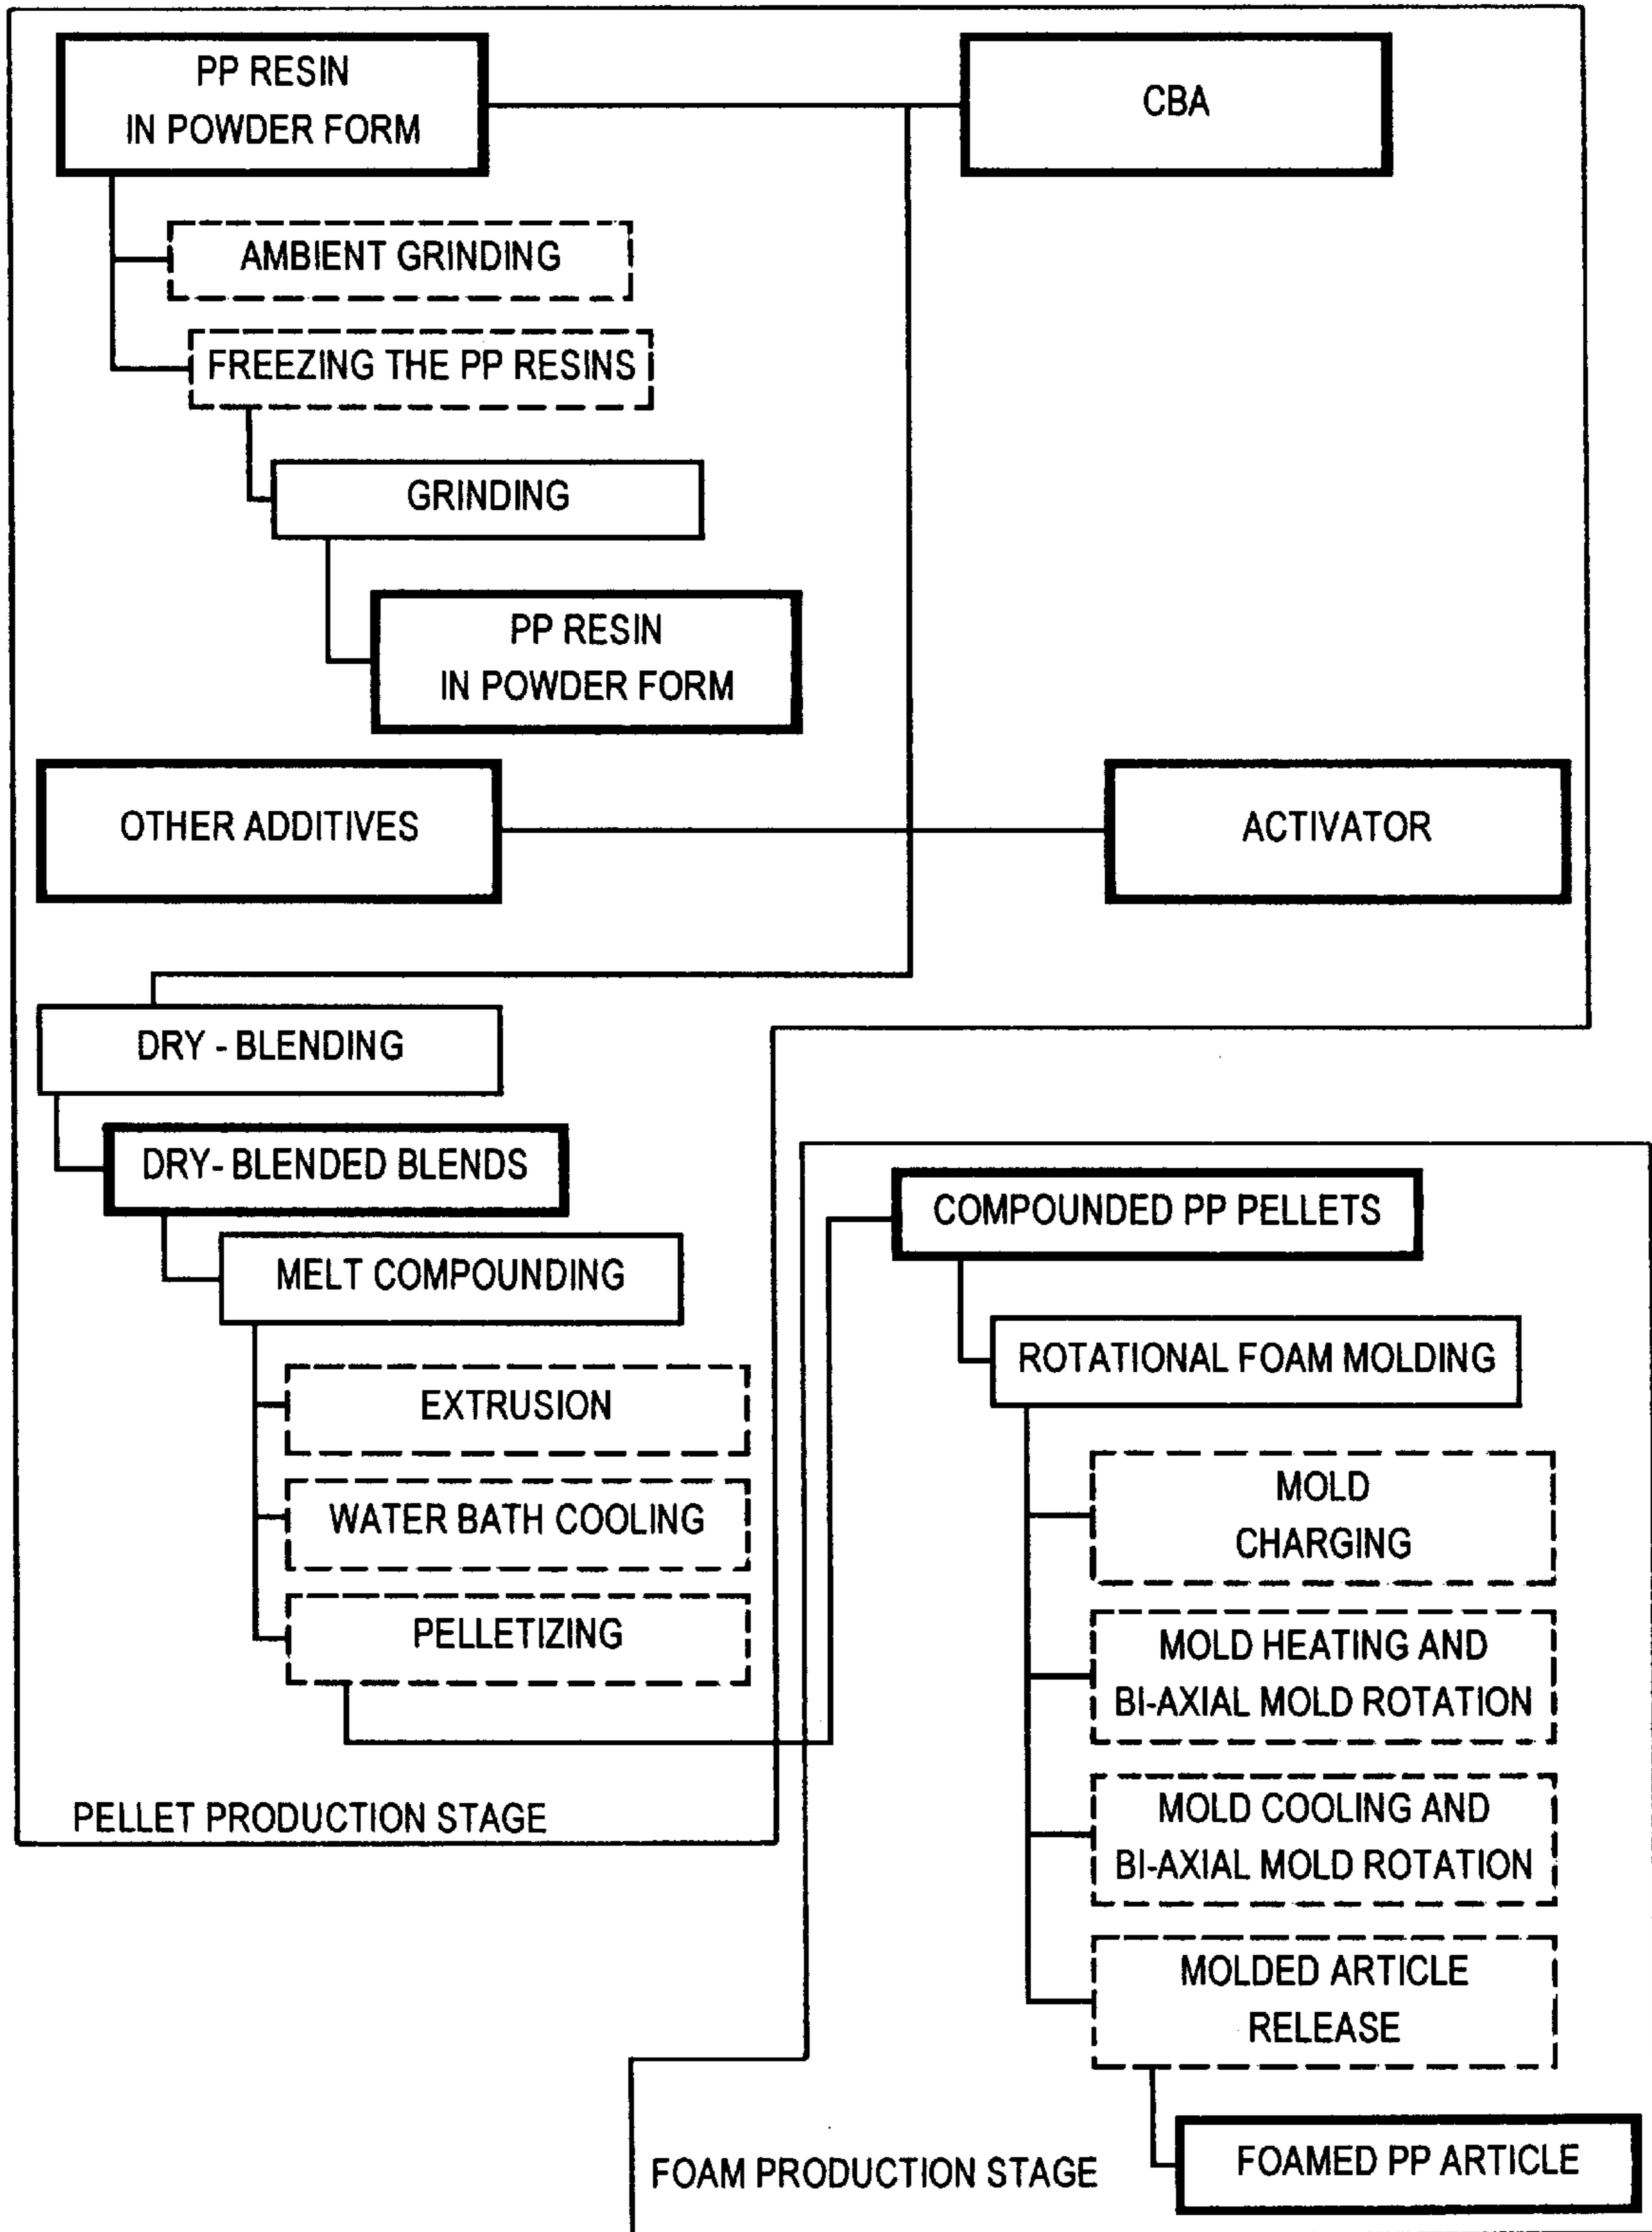 PP RESIN
IN POWDER FORM
CBA
AMBIENT GRINDING
FREEZING THE PP RESINS
GRINDING
PP RESIN
IN POWDER FORM
OTHER ADDITIVES
ACTIVATOR
DRY - BLENDING
DRY- BLENDED BLENDS
MELT COMPOUNDING
EXTRUSION
WATER BATH COOLING
PELLETIZING
PELLET PRODUCTION STAGE
COMPOUNDED PP PELLETS
ROTATIONAL FOAM MOLDING
MOLD
CHARGING
MOLD HEATING AND
BI-AXIAL MOLD ROTATION
MOLD COOLING AND
BI-AXIAL MOLD ROTATION
MOLDED ARTICLE
RELEASE
FOAMED PP ARTICLE
FOAM PRODUCTION STAGE